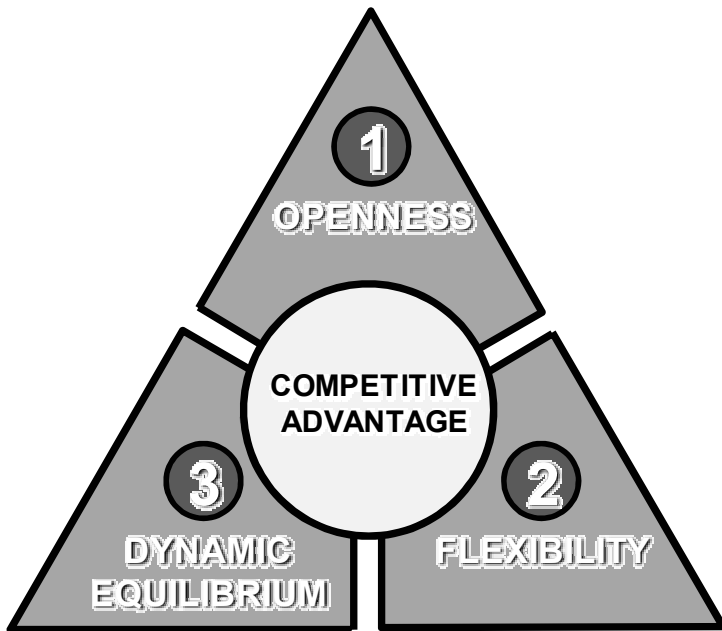 1
OPENNESS
COMPETITIVE
ADVANTAGE
3
DYNAMIC
EQUILIBRIUM
2
FLEXIBILITY